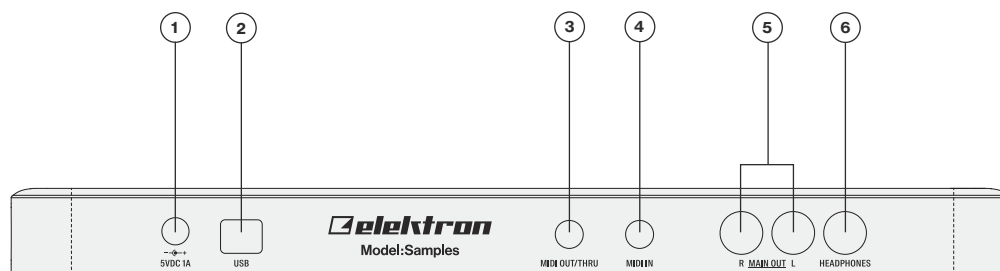 1 2 3 4 5 6
elektron
Model:Samples
5VDC 1A USB MIDI OUT/THRU MIDI IN R MAIN OUT L HEADPHONES